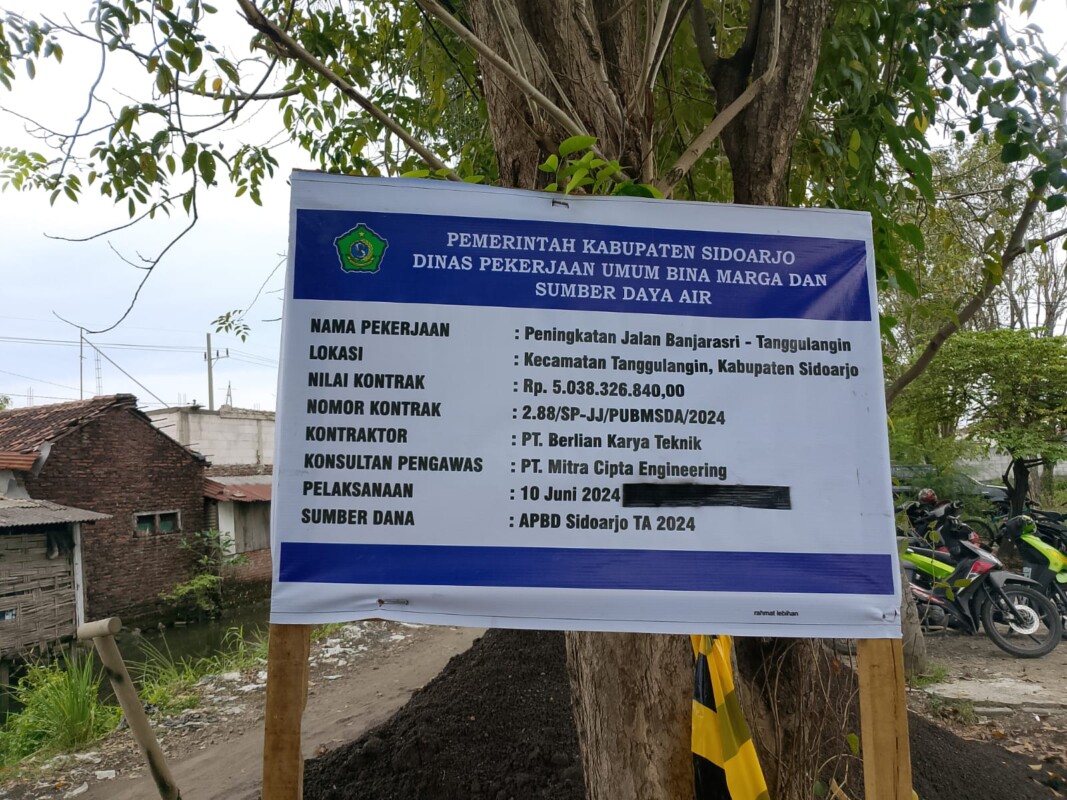 PEMERINTAH KABUPATEN SIDOARJO
DINAS PEKERJAAN UMUM BINA MARGA DAN
SUMBER DAYA AIR
NAMA PEKERJAAN : Peningkatan Jalan Banjarasri - Tanggulangin
LOKASI : Kecamatan Tanggulangin, Kabupaten Sidoarjo
NILAI KONTRAK : Rp. 5.038.326.840,00
NOMOR KONTRAK : 2.88/SP-JJ/PUBMSDA/2024
KONTRAKTOR : PT. Berlian Karya Teknik
KONSULTAN PENGAWAS : PT. Mitra Cipta Engineering
PELAKSANAAN : 10 Juni 2024
SUMBER DANA : APBD Sidoarjo TA 2024
rahmat lebihan